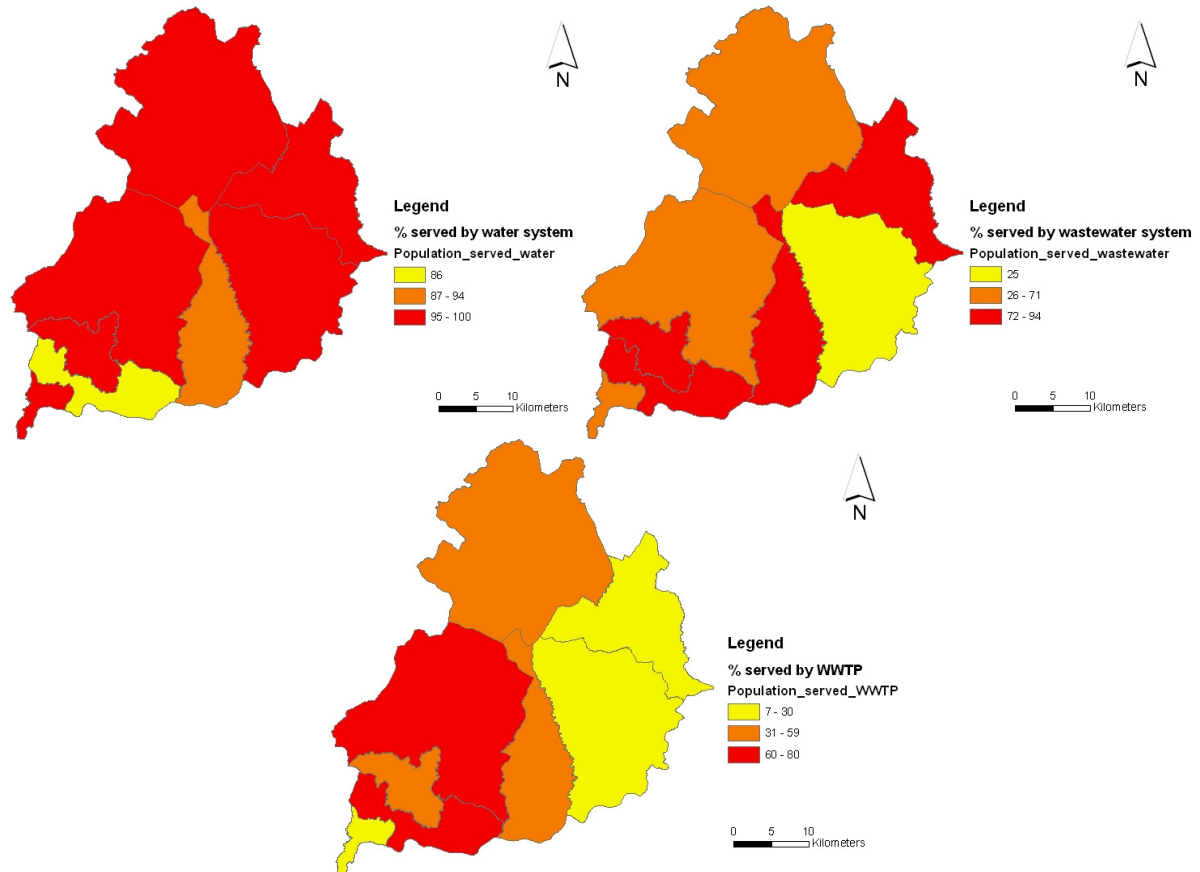 N
Legend
% served by water system
Population_served_water
86
87 - 94
95 - 100
0 5 10
Kilometers
N
Legend
% served by wastewater system
Population_served_wastewater
25
26 - 71
72 - 94
0 5 10
Kilometers
N
Legend
% served by WWTP
Population_served_WWTP
7 - 30
31 - 59
60 - 80
0 5 10
Kilometers